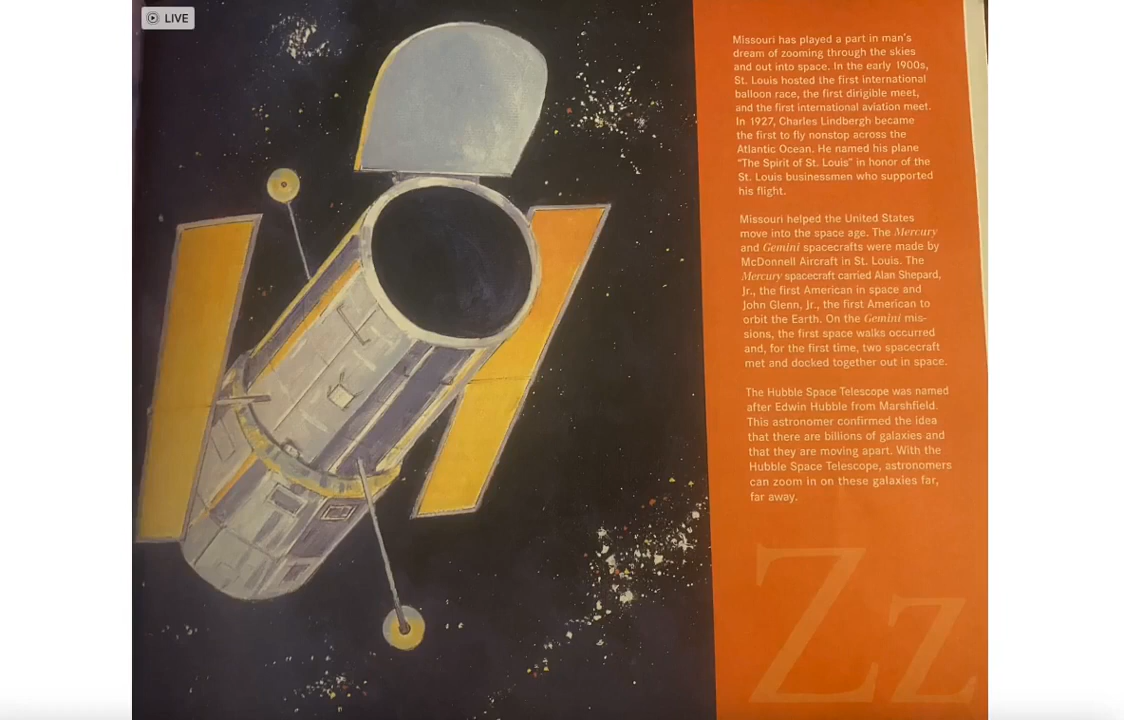 LIVE
Missouri has played a part in man's
dream of zooming through the skies
and out into space. In the early 1900s,
St. Louis hosted the first international
balloon race, the first dirigible meet,
and the first international aviation meet.
In 1927, Charles Lindbergh became
the first to fly nonstop across the
Atlantic Ocean. He named his plane
"The Spirit of St. Louis" in honor of the
St. Louis businessmen who supported
his flight.
Missouri helped the United States
move into the space age. The Mercury
and Gemini spacecrafts were made by
McDonnell Aircraft in St. Louis. The
Mercury spacecraft carried Alan Shepard,
Jr., the first American in space and
John Glenn, Jr., the first American to
orbit the Earth. On the Gemini mis-
sions, the first space walks occurred
and, for the first time, two spacecraft
met and docked together out in space.
The Hubble Space Telescope was named
after Edwin Hubble from Marshfield.
This astronomer confirmed the idea
that there are billions of galaxies and
that they are moving apart. With the
Hubble Space Telescope, astronomers
can zoom in on these galaxies far,
far away.
Zz